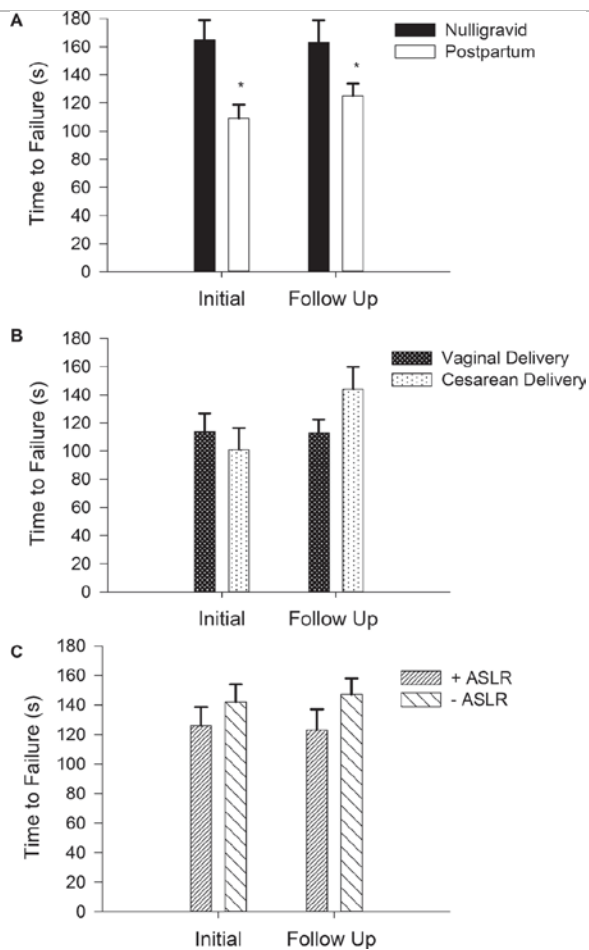 A
180
160
140
120
100
80
60
40
20
0
Time to Failure (s)
Nulligravid
Postpartum
*
*
Initial
Follow Up
B
180
160
140
120
100
80
60
40
20
0
Time to Failure (s)
Vaginal Delivery
Cesarean Delivery
Initial
Follow Up
C
180
160
140
120
100
80
60
40
20
0
Time to Failure (s)
+ ASLR
- ASLR
Initial
Follow Up